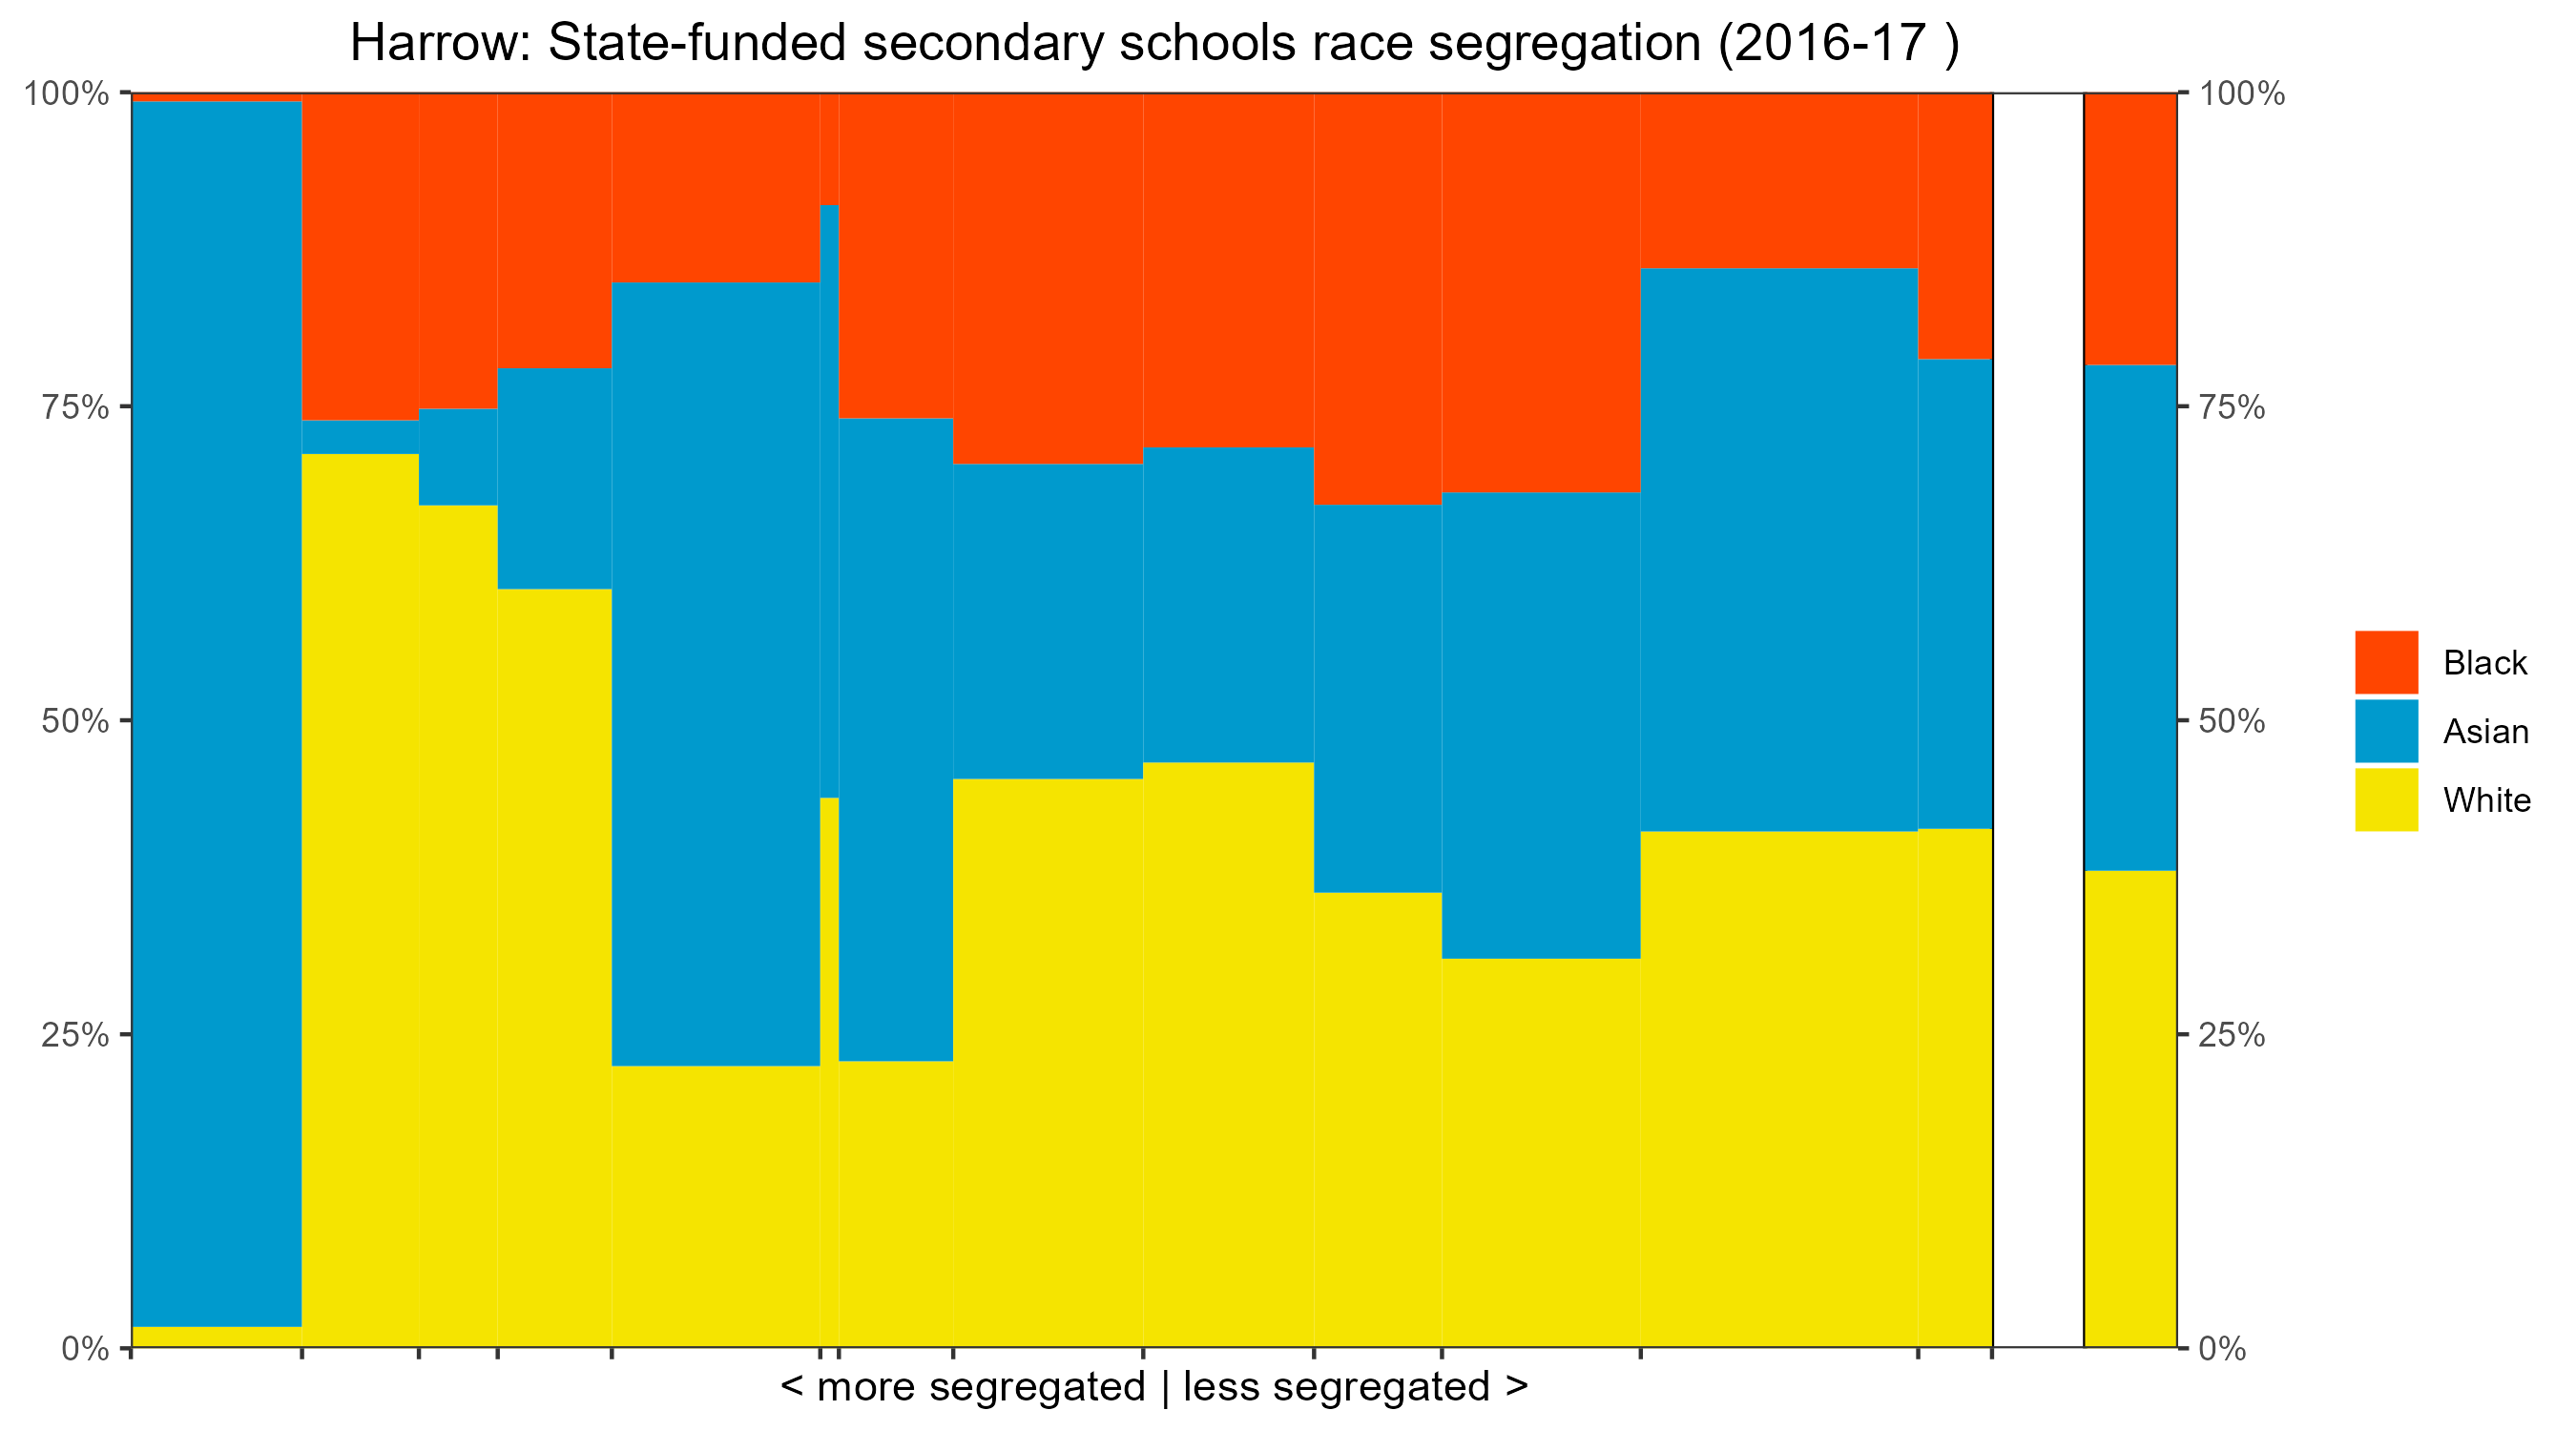 Harrow: State-funded secondary schools race segregation (2016-17 )
100%
100%
75%
75%
50%
50%
25%
25%
0%
0%
Black
Asian
White
< more segregated | less segregated >